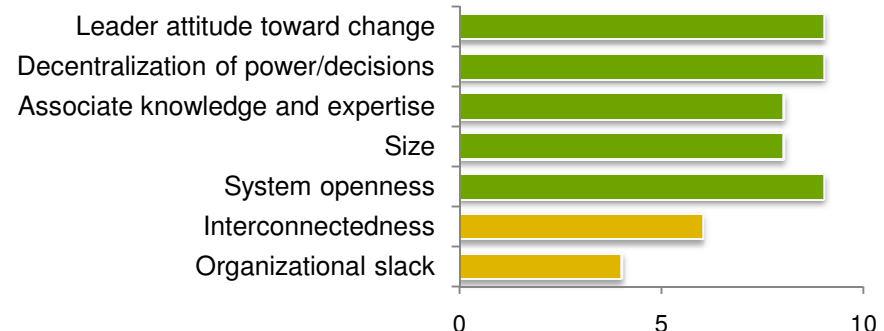 Leader attitude toward change
Decentralization of power/decisions
Associate knowledge and expertise
Size
System openness
Interconnectedness
Organizational slack
0 5 10